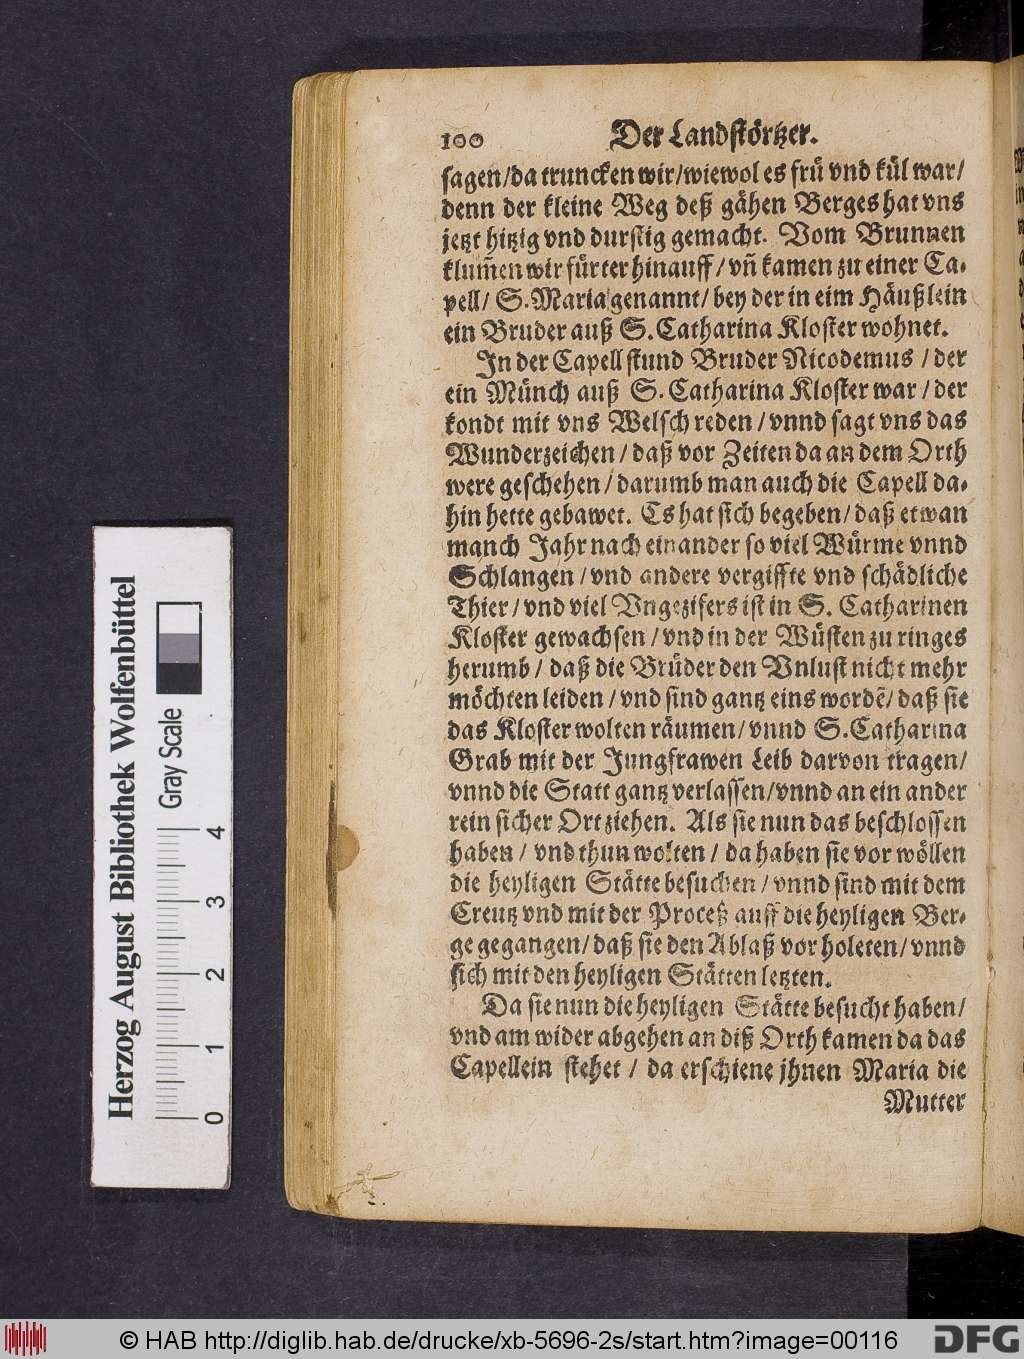 100 Der Landstörtzer.
sagen/da truncken wir/wiewol es frü vnd kül war/
denn der kleine Weg deß gähen Berges hat vns
jetzt hitzig vnd durstig gemacht. Vom Brunnen
klum̃en wir fürter hinauff/ vñ kamen zu einer Ca-
pell/ S. Maria genannt/ bey der in eim Häußlein
ein Bruder auß S. Catharina Kloster wohnet.
In der Capell stund Bruder Nicodemus / der
ein Münch auß S. Catharina Kloster war / der
kondt mit vns Welsch reden / vnnd sagt vns das
Wunderzeichen / daß vor Zeiten da an dem Orth
were geschehen / darumb man auch die Capell da-
hin hette gebawet. Es hat sich begeben/ daß etwan
manch Jahr nach einander so viel Würme vnnd
Schlangen / vnd andere vergiffte vnd schädliche
Thier / vnd viel Vngezifers ist in S. Catharinen
Kloster gewachsen / vnd in der Wüsten zu ringes
herumb / daß die Brüder den Vnlust nicht mehr
möchten leiden / vnd sind gantz eins wordē/ daß sie
das Kloster wolten räumen/ vnnd S. Catharina
Grab mit der Jungfrawen Leib darvon tragen/
vnnd die Statt gantz verlassen/vnnd an ein ander
rein sicher Ort ziehen. Als sie nun das beschlossen
haben / vnd thun wolten / da haben sie vor wöllen
die heyligen Stätte besuchen / vnnd sind mit dem
Creutz vnd mit der Proceß auff die heyligen Ber-
ge gegangen/ daß sie den Ablaß vor holeten/ vnnd
sich mit den heyligen Stätten letzten.
Da sie nun die heyligen Stätte besucht haben/
vnd am wider abgehen an diß Orth kamen da das
Capellein stehet / da erschiene jhnen Maria die
Mutter
Herzog August Bibliothek Wolfenbüttel
Gray Scale
0 1 2 3 4
© HAB http://diglib.hab.de/drucke/xb-5696-2s/start.htm?image=00116
DFG